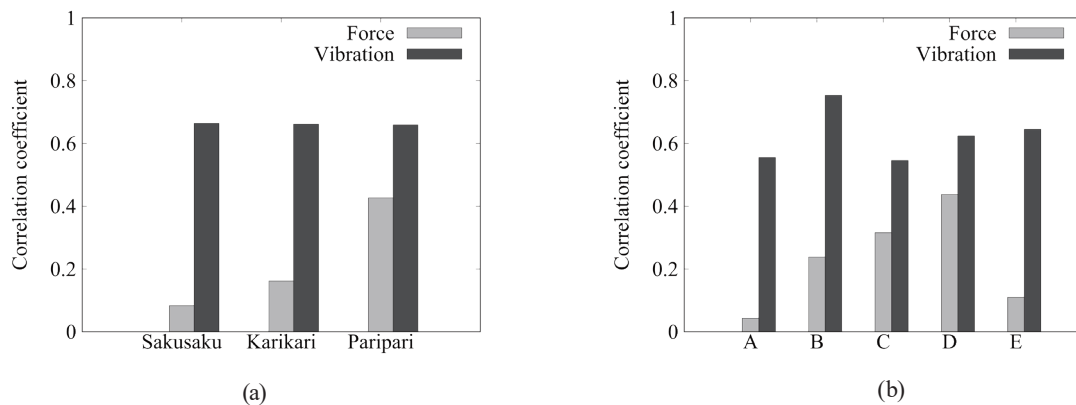 Correlation coefficient
1
0.8
0.6
0.4
0.2
0
Force
Vibration
Sakusaku
Karikari
Paripari
(a)
Correlation coefficient
1
0.8
0.6
0.4
0.2
0
Force
Vibration
A
B
C
D
E
(b)